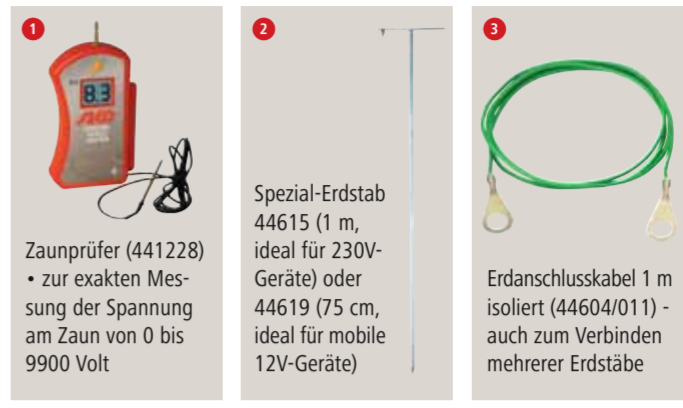 1
8.3
AKO
Zaunprüfer (441228)
• zur exakten Mes-
sung der Spannung
am Zaun von 0 bis
9900 Volt
2
Spezial-Erdstab
44615 (1 m,
ideal für 230V-
Geräte) oder
44619 (75 cm,
ideal für mobile
12V-Geräte)
3
Erdanschlusskabel 1 m
isoliert (44604/011) -
auch zum Verbinden
mehrerer Erdstäbe